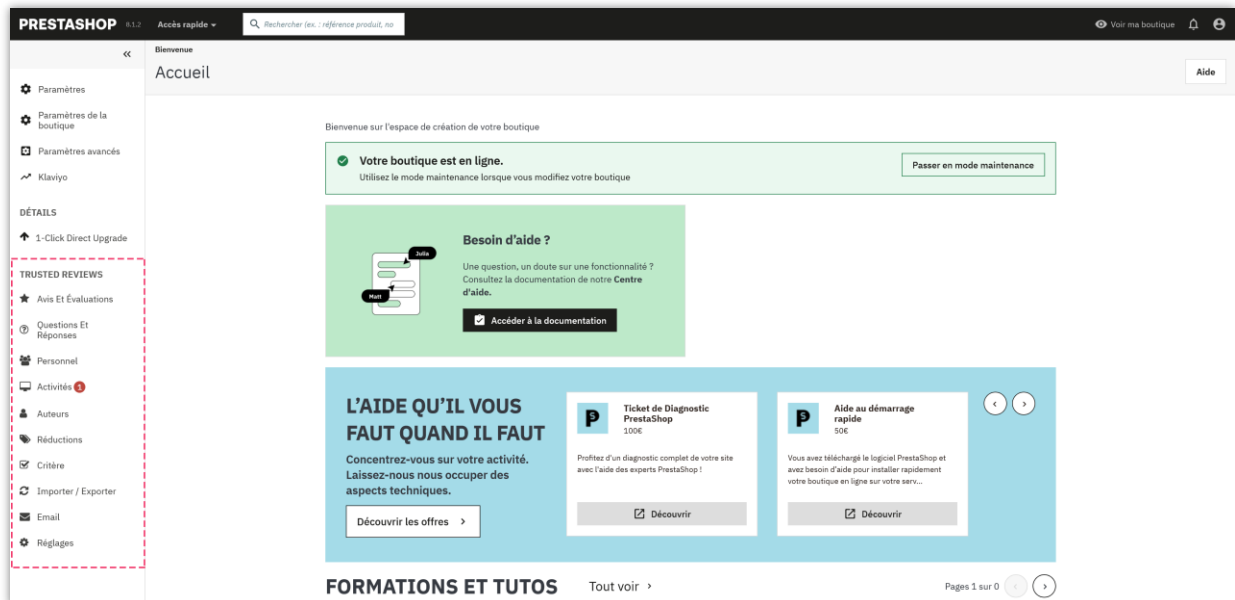 PRESTASHOP 8.1.2 Accès rapide Rechercher (ex. : référence produit, no Voir ma boutique
Bienvenue
Accueil
Aide
Paramètres
Paramètres de la
boutique
Paramètres avancés
Klaviyo
DÉTAILS
1-Click Direct Upgrade
TRUSTED REVIEWS
Avis Et Évaluations
Questions Et
Réponses
Personnel
Activités 1
Auteurs
Réductions
Critère
Importer / Exporter
Email
Réglages
Bienvenue sur l'espace de création de votre boutique
Votre boutique est en ligne.
Utilisez le mode maintenance lorsque vous modifiez votre boutique
Passer en mode maintenance
Julia
Matt
Besoin d'aide ?
Une question, un doute sur une fonctionnalité ?
Consultez la documentation de notre Centre
d'aide.
Accéder à la documentation
L'AIDE QU'IL VOUS
FAUT QUAND IL FAUT
Concentrez-vous sur votre activité.
Laissez-nous nous occuper des
aspects techniques.
Découvrir les offres
Ticket de Diagnostic
PrestaShop
100€
Profitez d'un diagnostic complet de votre site
avec l'aide des experts PrestaShop !
Découvrir
Aide au démarrage
rapide
50€
Vous avez téléchargé le logiciel PrestaShop et
avez besoin d'aide pour installer rapidement
votre boutique en ligne sur votre serv...
Découvrir
FORMATIONS ET TUTOS Tout voir
Pages 1 sur 0